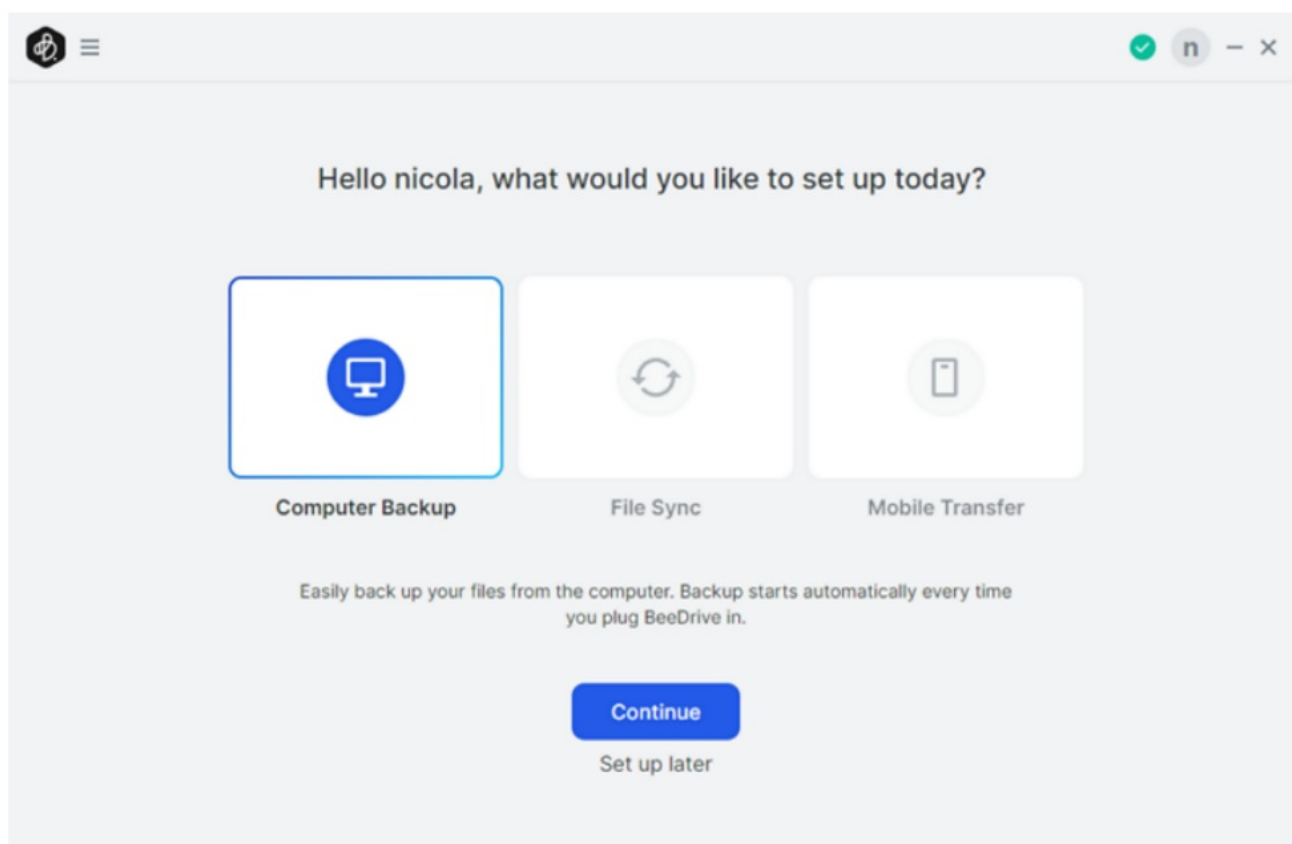 n
Hello nicola, what would you like to set up today?
Computer Backup
File Sync
Mobile Transfer
Easily back up your files from the computer. Backup starts automatically every time
you plug BeeDrive in.
Continue
Set up later